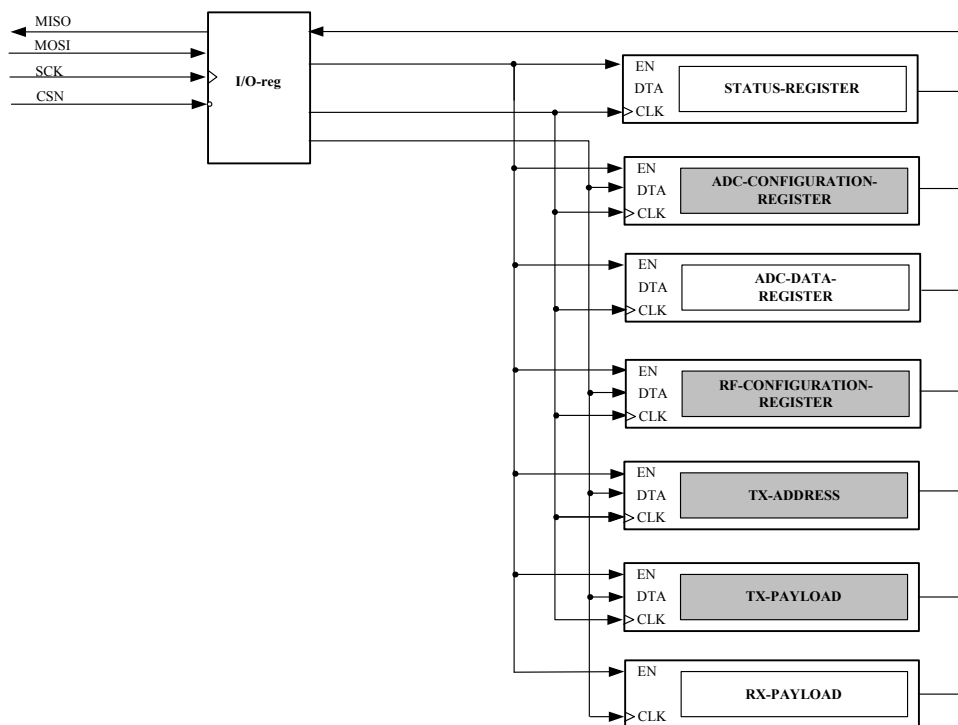 MISO
MOSI
SCK
CSN
I/O-reg
EN
DTA
CLK
STATUS-REGISTER
EN
DTA
CLK
ADC-CONFIGURATION-
REGISTER
EN
DTA
CLK
ADC-DATA-
REGISTER
EN
DTA
CLK
RF-CONFIGURATION-
REGISTER
EN
DTA
CLK
TX-ADDRESS
EN
DTA
CLK
TX-PAYLOAD
EN
CLK
RX-PAYLOAD